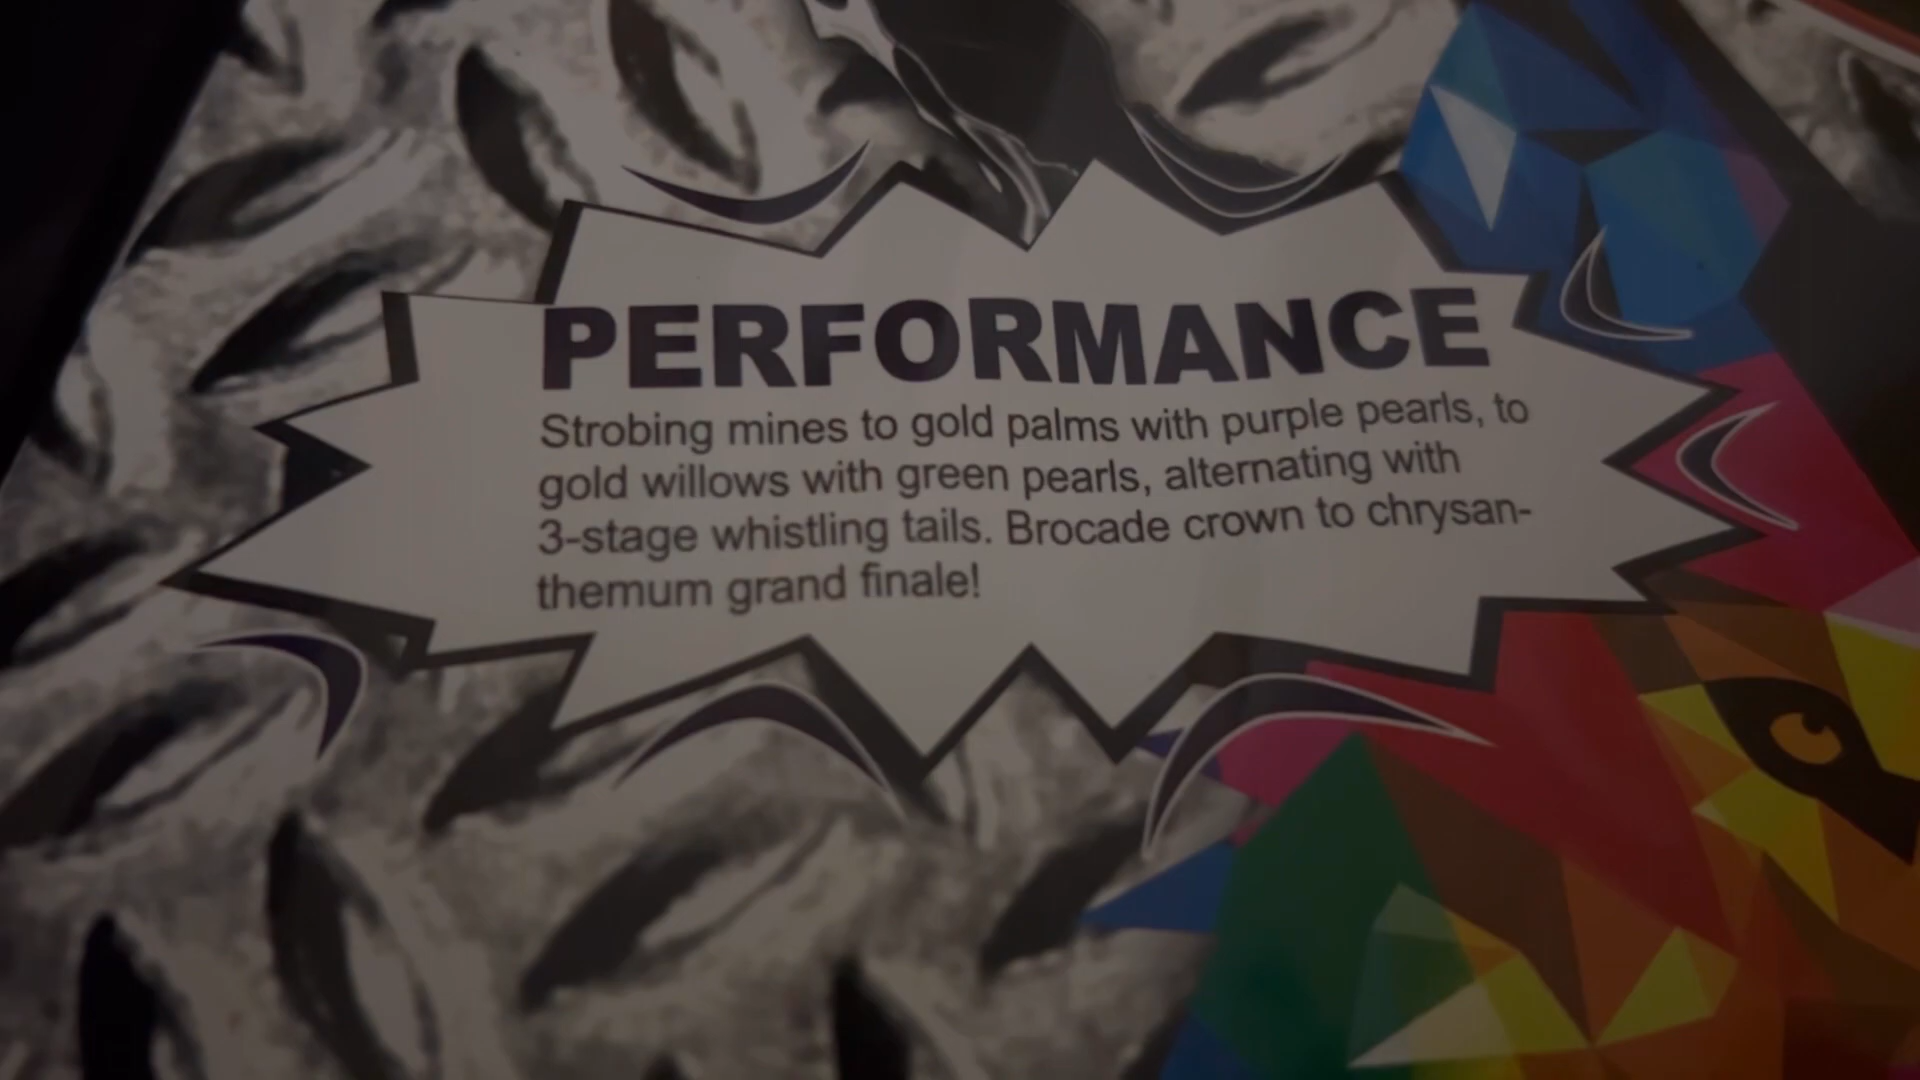 PERFORMANCE
Strobing mines to gold palms with purple pearls, to
gold willows with green pearls, alternating with
3-stage whistling tails. Brocade crown to chrysan-
themum grand finale!